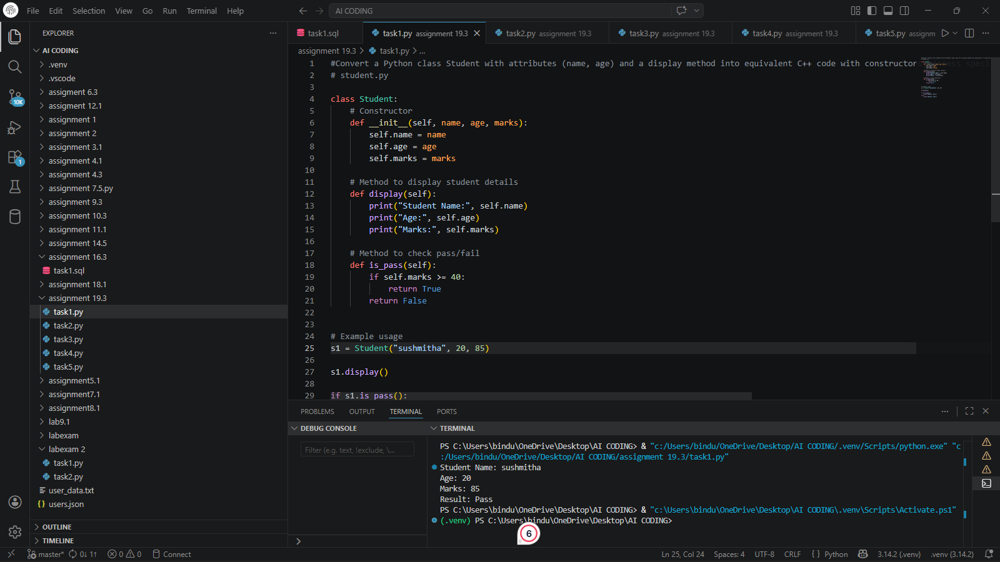 File Edit Selection View Go Run Terminal Help
AI CODING
EXPLORER
AI CODING
.venv
.vscode
assigment 6.3
assigment 12.1
assignment 1
assignment 2
assignment 3.1
assignment 4.1
assignment 4.3
assignment 7.5.py
assignment 9.3
assignment 10.3
assignment 11.1
assignment 14.5
assignment 16.3
task1.sql
assignment 18.1
assignment 19.3
task1.py
task2.py
task3.py
task4.py
task5.py
assignment5.1
assignment7.1
assignment8.1
lab9.1
labexam
labexam 2
task1.py
task2.py
user_data.txt
users.json
OUTLINE
TIMELINE
10K
1
task1.sql task1.py assignment 19.3 task2.py assignment 19.3 task3.py assignment 19.3 task4.py assignment 19.3 task5.py assignm
assignment 19.3 > task1.py > ...
1 #Convert a Python class Student with attributes (name, age) and a display method into equivalent C++ code with constructor
2 # student.py
3
4 class Student:
5 # Constructor
6 def __init__(self, name, age, marks):
7 self.name = name
8 self.age = age
9 self.marks = marks
10
11 # Method to display student details
12 def display(self):
13 print("Student Name:", self.name)
14 print("Age:", self.age)
15 print("Marks:", self.marks)
16
17 # Method to check pass/fail
18 def is_pass(self):
19 if self.marks >= 40:
20 return True
21 return False
22
23
24 # Example usage
25 s1 = Student("sushmitha", 20, 85)
26
27 s1.display()
28
29 if s1.is_pass():
PROBLEMS OUTPUT TERMINAL PORTS
DEBUG CONSOLE
Filter (e.g. text, !exclude, \...
TERMINAL
PS C:\Users\bindu\OneDrive\Desktop\AI CODING> & "c:/Users/bindu/OneDrive/Desktop/AI CODING/.venv/Scripts/python.exe" "c
:/Users/bindu/OneDrive/Desktop/AI CODING/assignment 19.3/task1.py"
Student Name: sushmitha
Age: 20
Marks: 85
Result: Pass
PS C:\Users\bindu\OneDrive\Desktop\AI CODING> & "c:\Users\bindu\OneDrive\Desktop\AI CODING\.venv\Scripts\Activate.ps1"
(.venv) PS C:\Users\bindu\OneDrive\Desktop\AI CODING>
6
master* 0↓ 1↑ 0 0 Connect
Ln 25, Col 24 Spaces: 4 UTF-8 CRLF { } Python 3.14.2 (.venv) .venv (3.14.2)